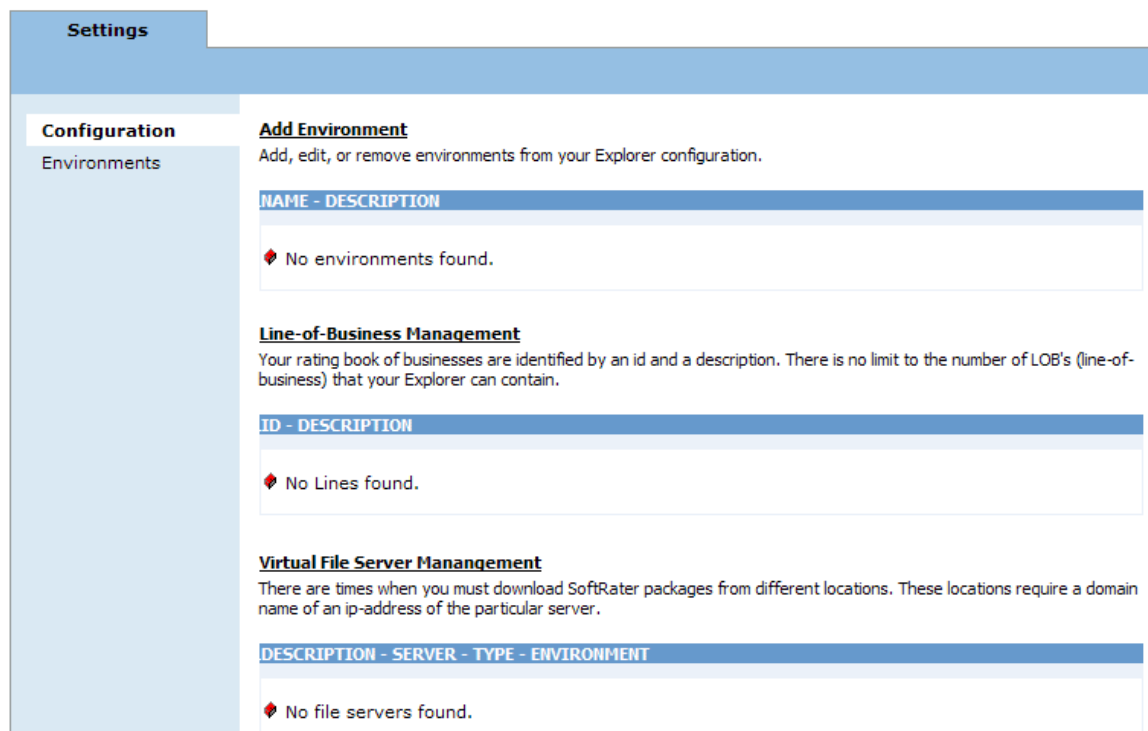 Settings
Configuration
Environments
Add Environment
Add, edit, or remove environments from your Explorer configuration.
NAME - DESCRIPTION
No environments found.
Line-of-Business Management
Your rating book of businesses are identified by an id and a description. There is no limit to the number of LOB's (line-of-
business) that your Explorer can contain.
ID - DESCRIPTION
No Lines found.
Virtual File Server Manangement
There are times when you must download SoftRater packages from different locations. These locations require a domain
name of an ip-address of the particular server.
DESCRIPTION - SERVER - TYPE - ENVIRONMENT
No file servers found.